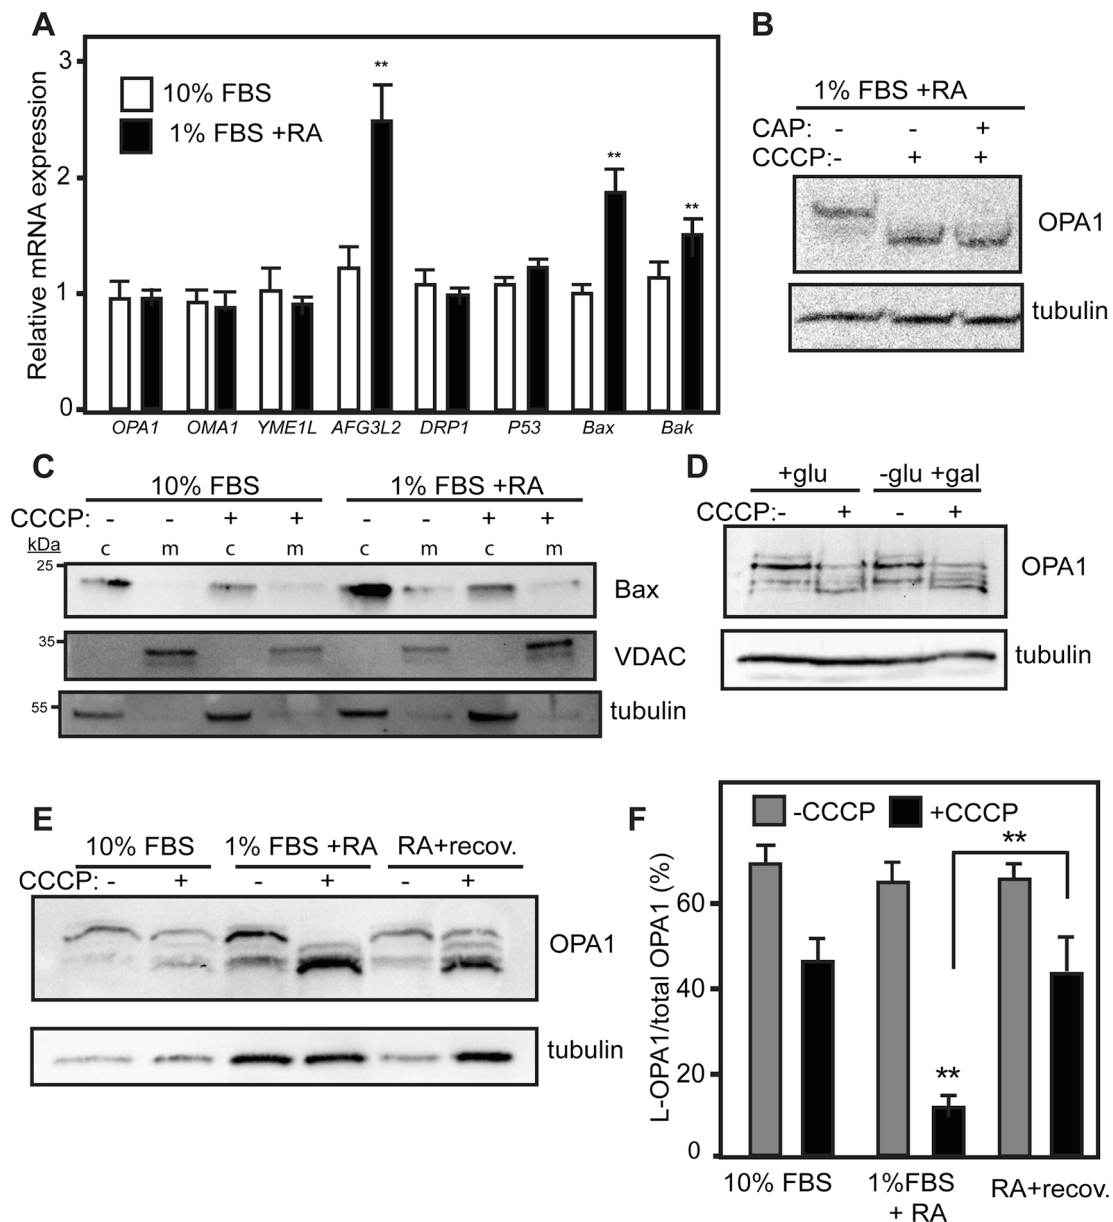 A
3
2
1
0
Relative mRNA expression
10% FBS
1% FBS +RA
**
**
**
OPA1 OMA1 YME1L AFG3L2 DRP1 P53 Bax Bak
B
1% FBS +RA
CAP: - - +
CCCP:- + +
OPA1
tubulin
C
10% FBS 1% FBS +RA
CCCP: - - + + - - + +
kDa c m c m c m c m
25
Bax
35
VDAC
55
tubulin
D
+glu -glu +gal
CCCP:- + - +
OPA1
tubulin
E
10% FBS 1% FBS +RA RA+recov.
CCCP: - + - + - +
OPA1
tubulin
F
-CCCP +CCCP
**
**
L-OPA1/total OPA1 (%)
60
40
20
0
10% FBS 1%FBS RA+recov.
+ RA